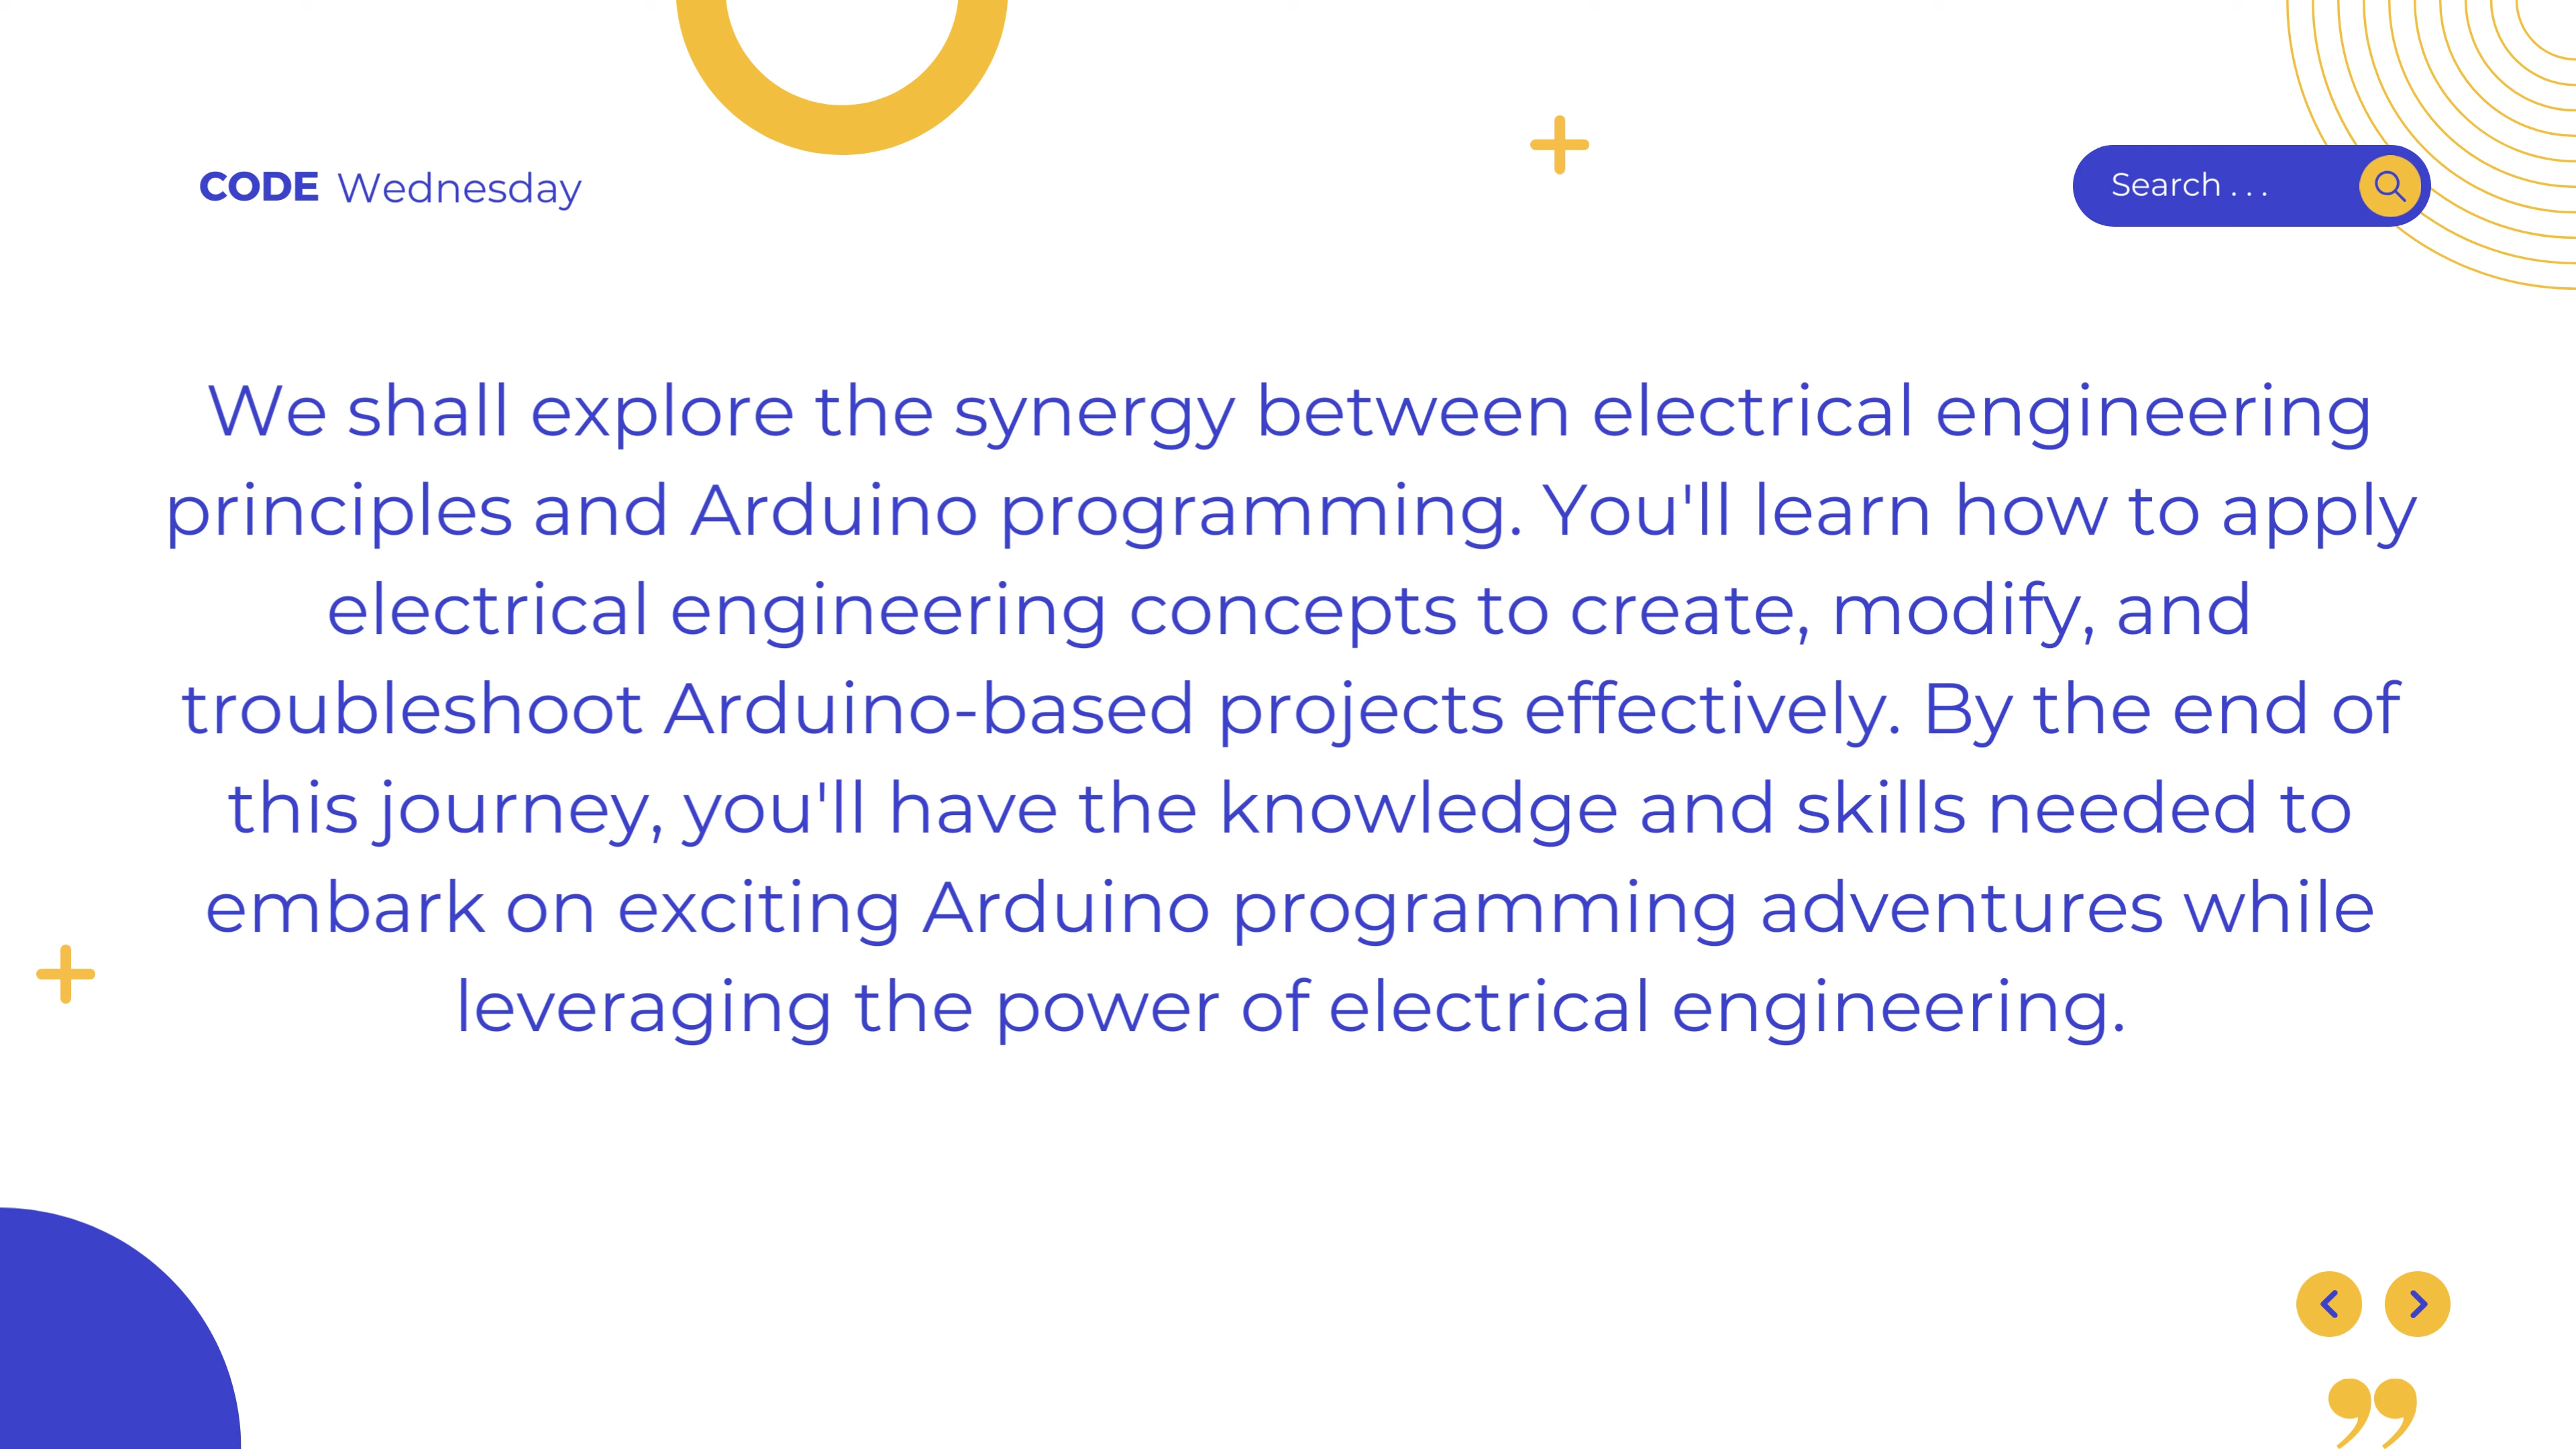 CODE Wednesday
Search . . .
We shall explore the synergy between electrical engineering
principles and Arduino programming. You'll learn how to apply
electrical engineering concepts to create, modify, and
troubleshoot Arduino-based projects effectively. By the end of
this journey, you'll have the knowledge and skills needed to
embark on exciting Arduino programming adventures while
leveraging the power of electrical engineering.